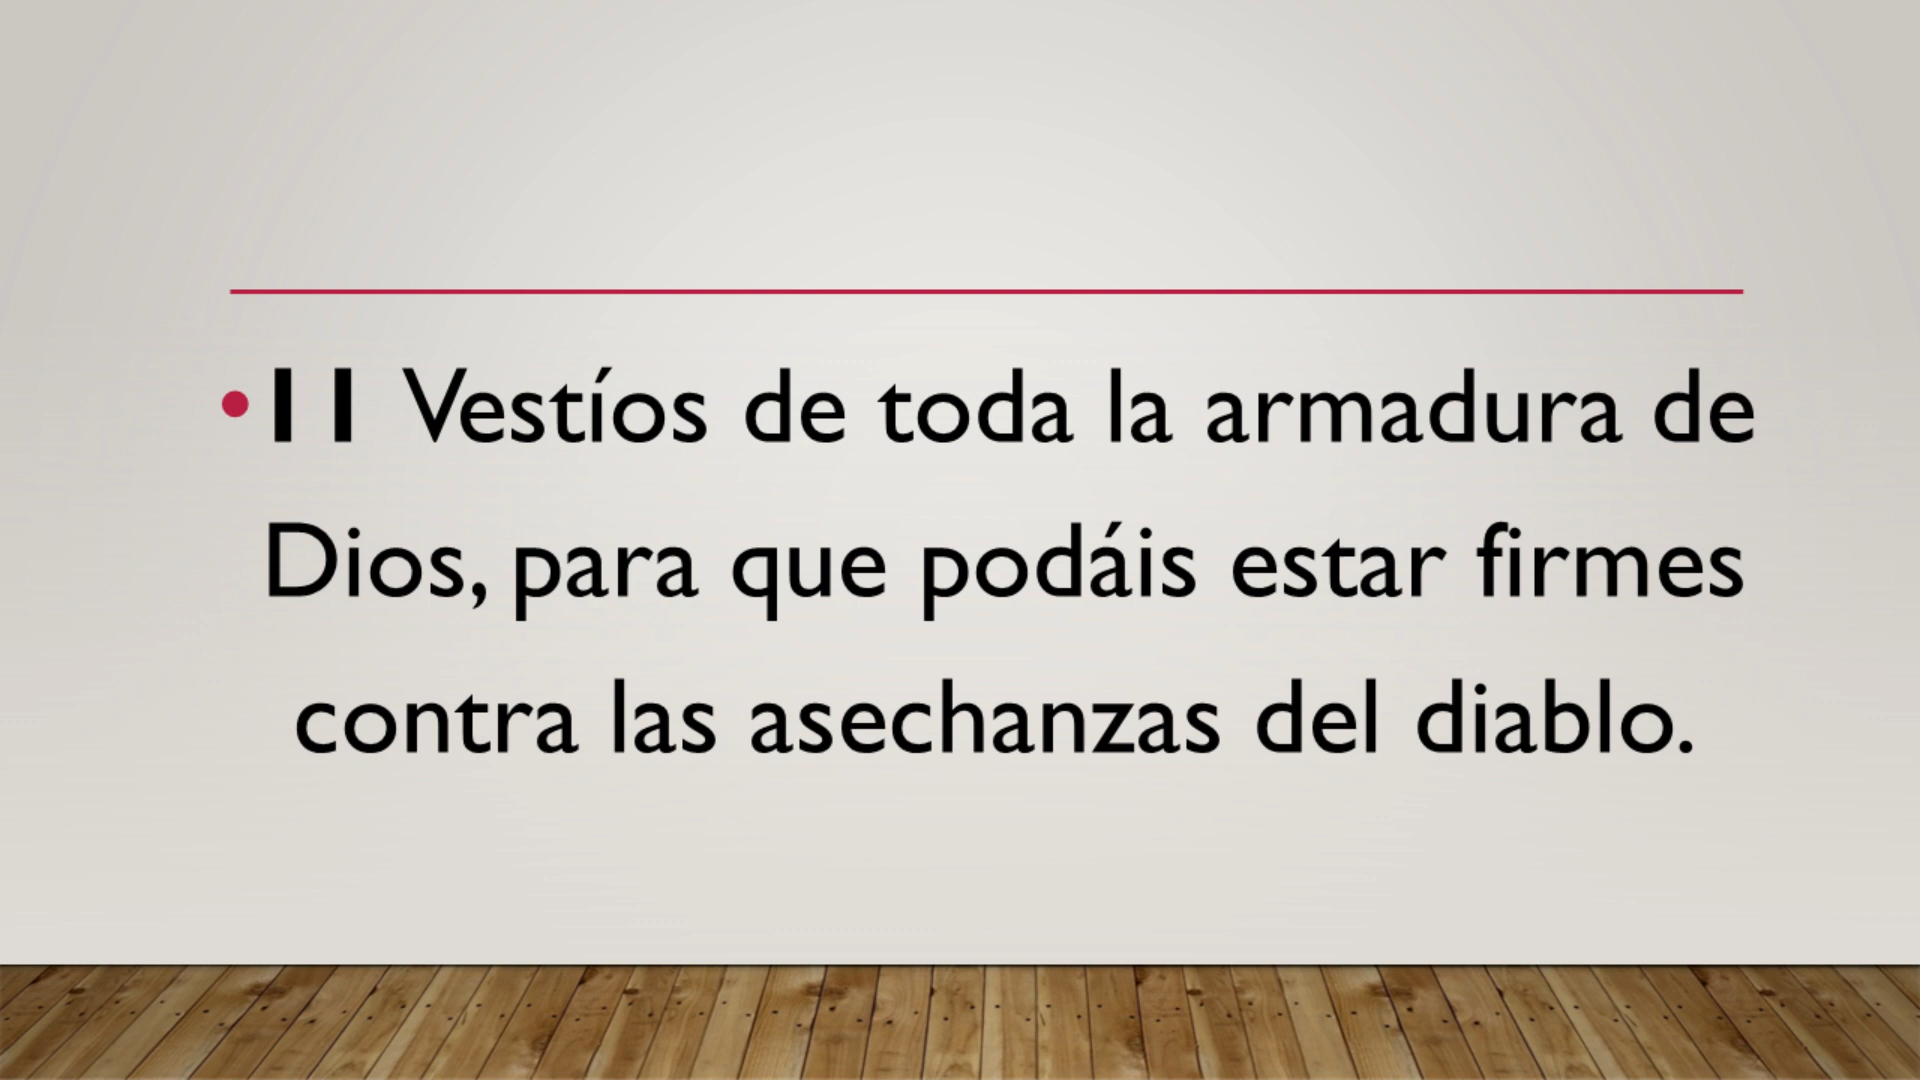 •11 Vestíos de toda la armadura de
Dios, para que podáis estar firmes
contra las asechanzas del diablo.